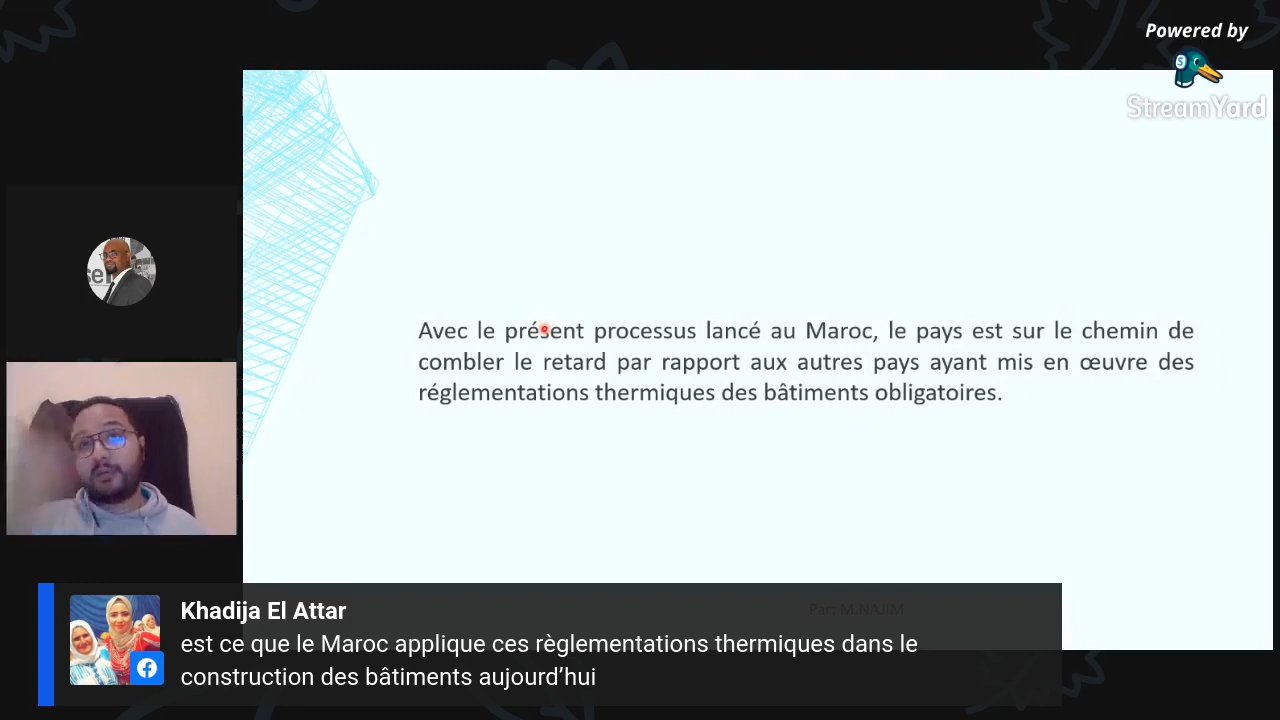 Powered by
StreamYard
Avec le présent processus lancé au Maroc, le pays est sur le chemin de
combler le retard par rapport aux autres pays ayant mis en œuvre des
réglementations thermiques des bâtiments obligatoires.
Par: M.NAJIM
Khadija El Attar
est ce que le Maroc applique ces règlementations thermiques dans le
construction des bâtiments aujourd’hui